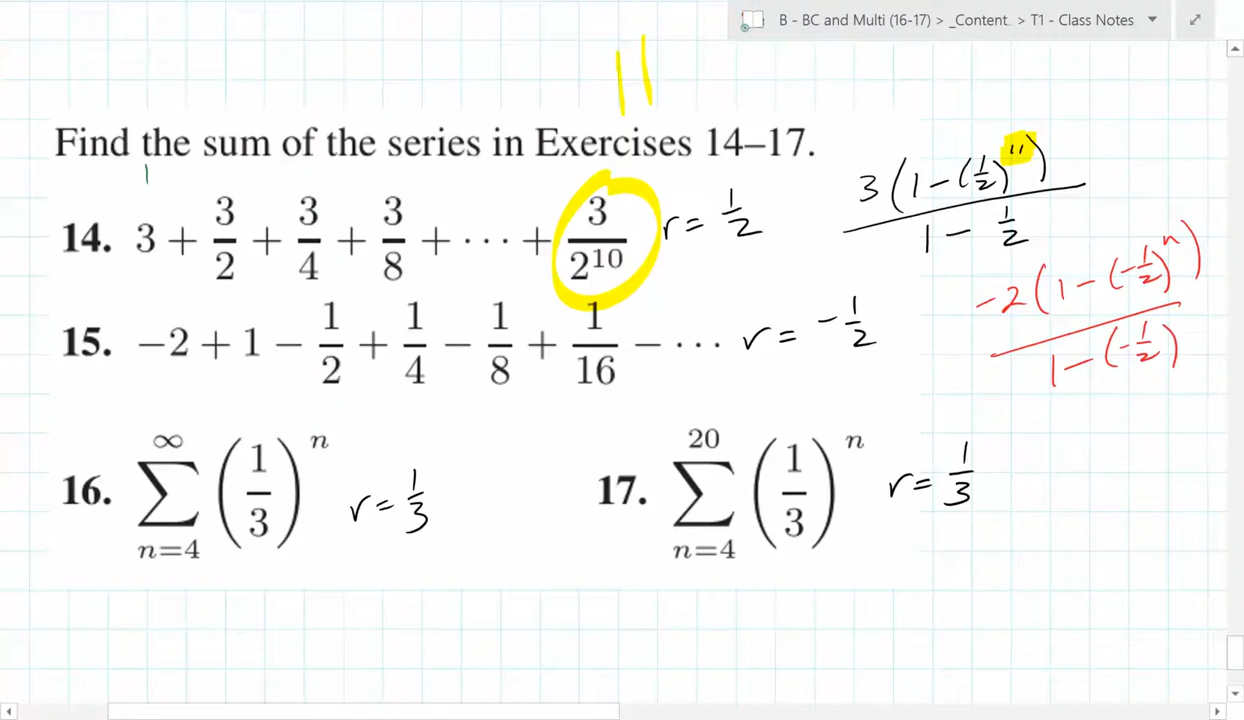 B - BC and Multi (16-17) > _Content. > T1 - Class Notes
11
Find the sum of the series in Exercises 14–17.
14. 3 + 3/2 + 3/4 + 3/8 + ··· + 3/2^10 r = 1/2
3(1 - (1/2)^11) / 1 - 1/2
15. −2 + 1 − 1/2 + 1/4 − 1/8 + 1/16 − ··· r = -1/2
-2(1 - (-1/2)^n) / 1 - (-1/2)
16. ∞ ∑ n=4 (1/3)^n r = 1/3
17. 20 ∑ n=4 (1/3)^n r = 1/3